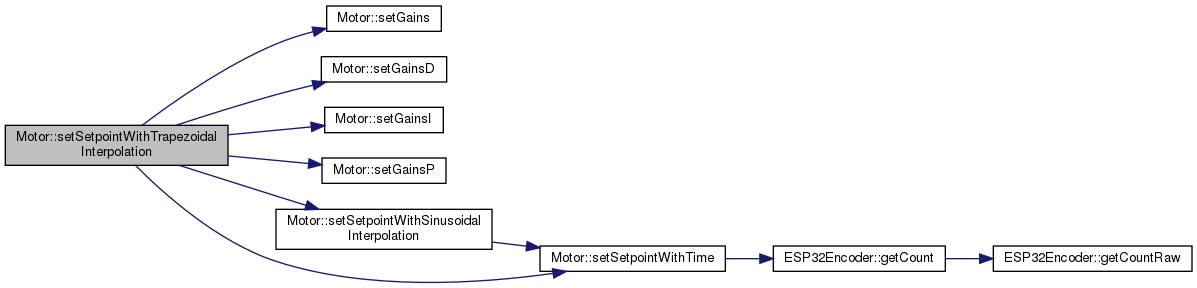 Motor::setGains
Motor::setGainsD
Motor::setGainsI
Motor::setSetpointWithTrapezoidal
Interpolation
Motor::setGainsP
Motor::setSetpointWithSinusoidal
Interpolation
Motor::setSetpointWithTime
ESP32Encoder::getCount
ESP32Encoder::getCountRaw